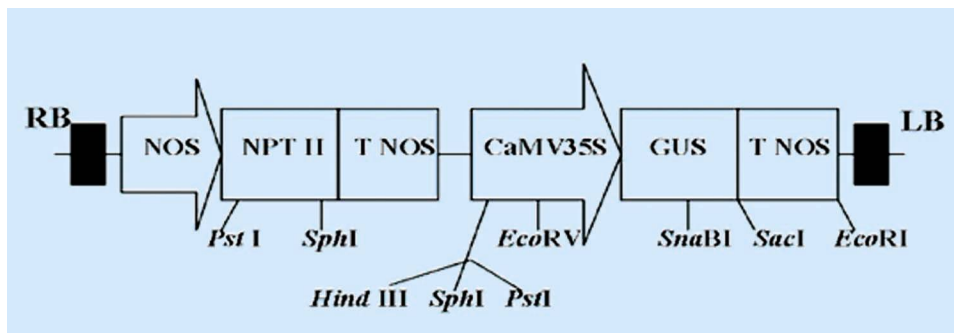 RB LB
NOS NPT II T NOS CaMV35S GUS T NOS
Pst I SphI EcoRV SnaBI SacI EcoRI
Hind III SphI PstI